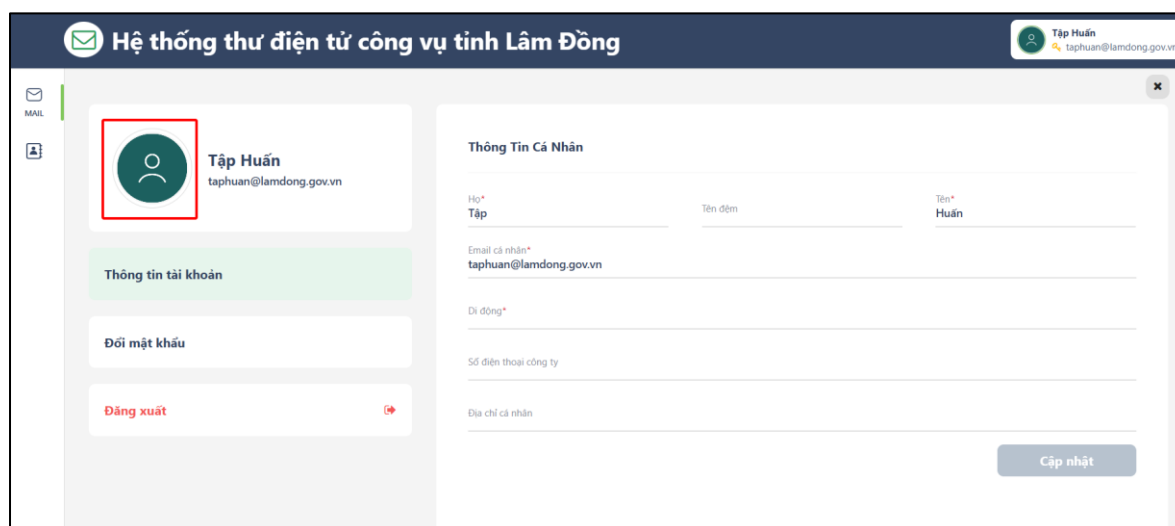 Hệ thống thư điện tử công vụ tỉnh Lâm Đồng
Tập Huấn
taphuan@lamdong.gov.vn
MAIL
Tập Huấn
taphuan@lamdong.gov.vn
Thông tin tài khoản
Đổi mật khẩu
Đăng xuất
Thông Tin Cá Nhân
Họ*
Tập
Tên đệm
Tên*
Huấn
Email cá nhân*
taphuan@lamdong.gov.vn
Di động*
Số điện thoại công ty
Địa chỉ cá nhân
Cập nhật